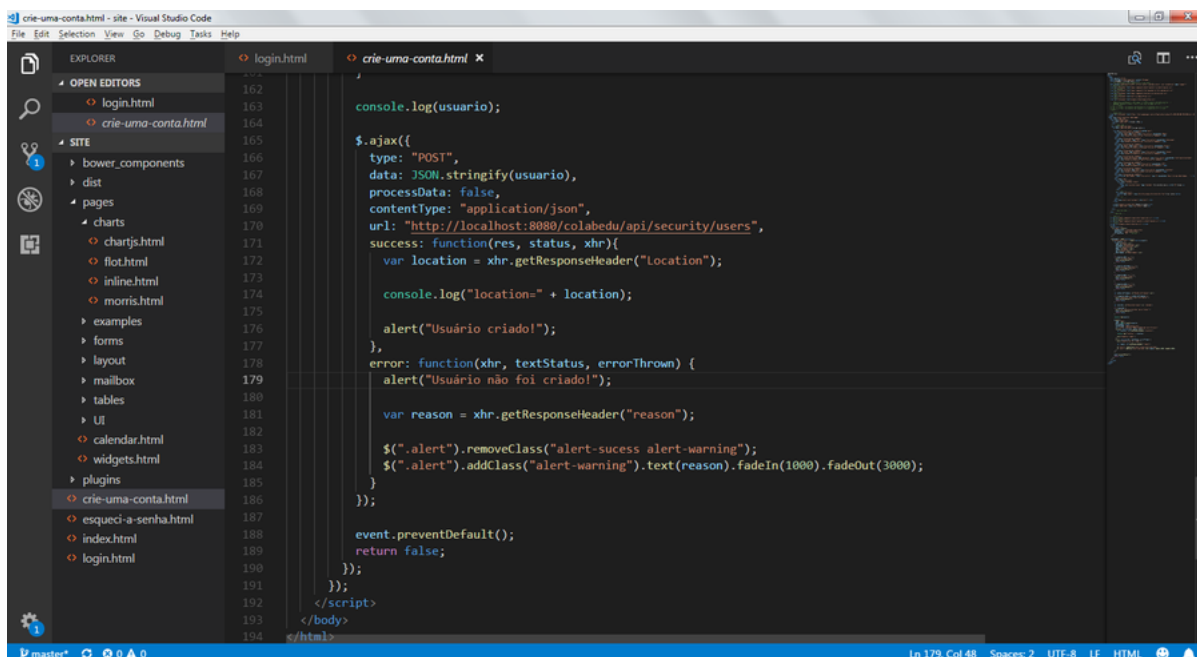 crie-uma-conta.html - site - Visual Studio Code
File Edit Selection View Go Debug Tasks Help
EXPLORER
OPEN EDITORS
login.html
crie-uma-conta.html
SITE
bower_components
dist
pages
charts
chartjs.html
flot.html
inline.html
morris.html
examples
forms
layout
mailbox
tables
UI
calendar.html
widgets.html
plugins
crie-uma-conta.html
esqueci-a-senha.html
index.html
login.html
1
1
login.html crie-uma-conta.html
161 }
162
163 console.log(usuario);
164
165 $.ajax({
166 type: "POST",
167 data: JSON.stringify(usuario),
168 processData: false,
169 contentType: "application/json",
170 url: "http://localhost:8080/colabedu/api/security/users",
171 success: function(res, status, xhr){
172 var location = xhr.getResponseHeader("Location");
173
174 console.log("location=" + location);
175
176 alert("Usuário criado!");
177 },
178 error: function(xhr, textStatus, errorThrown) {
179 alert("Usuário não foi criado!");
180
181 var reason = xhr.getResponseHeader("reason");
182
183 $(".alert").removeClass("alert-sucess alert-warning");
184 $(".alert").addClass("alert-warning").text(reason).fadeIn(1000).fadeOut(3000);
185 }
186 });
187
188 event.preventDefault();
189 return false;
190 });
191 });
192 </script>
193 </body>
194 </html>
master* 0 0 Ln 179, Col 48 Spaces: 2 UTF-8 LF HTML